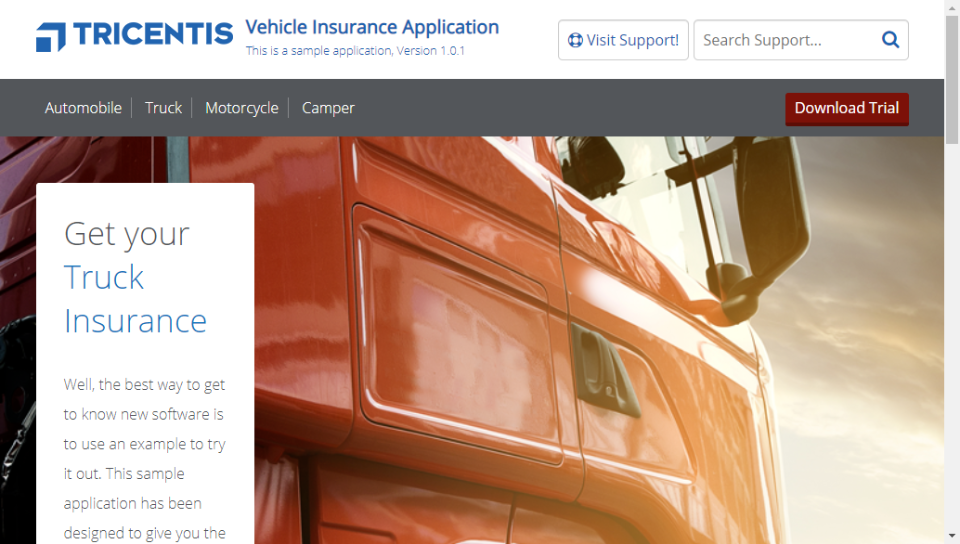 TRICENTIS
Vehicle Insurance Application
This is a sample application, Version 1.0.1
Visit Support!
Search Support...
Automobile
Truck
Motorcycle
Camper
Download Trial
Get your
Truck
Insurance
Well, the best way to get
to know new software is
to use an example to try
it out. This sample
application has been
designed to give you the